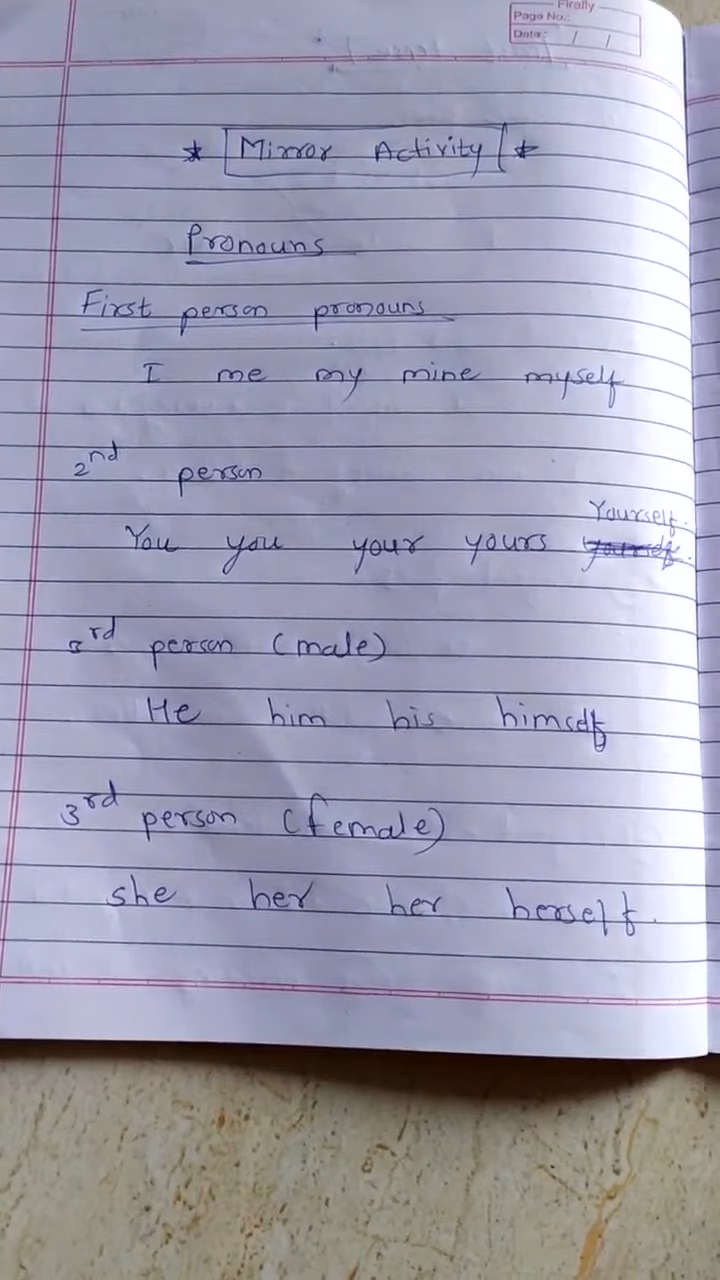 Firefly
Page No.:
Date: / /
* Mirror Activity *
Pronouns
First person pronouns
I me my mine myself
2nd person
Yourself.
You you your yours yourself.
3rd person (male)
He him his himself
3rd person (female)
she her her herself.